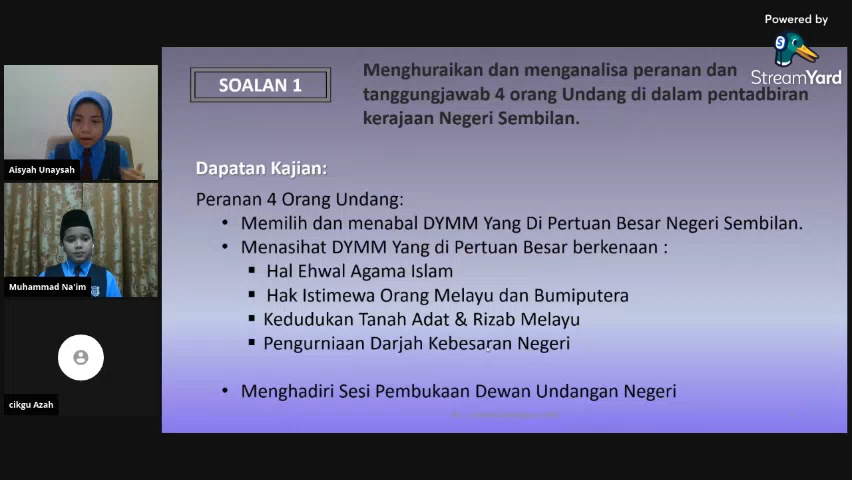 Powered by
StreamYard
SOALAN 1
Menghuraikan dan menganalisa peranan dan
tanggungjawab 4 orang Undang di dalam pentadbiran
kerajaan Negeri Sembilan.
Aisyah Unaysah
Dapatan Kajian:
Peranan 4 Orang Undang:
• Memilih dan menabal DYMM Yang Di Pertuan Besar Negeri Sembilan.
• Menasihat DYMM Yang di Pertuan Besar berkenaan :
▪ Hal Ehwal Agama Islam
Muhammad Na'im
▪ Hak Istimewa Orang Melayu dan Bumiputera
▪ Kedudukan Tanah Adat & Rizab Melayu
▪ Pengurniaan Darjah Kebesaran Negeri
• Menghadiri Sesi Pembukaan Dewan Undangan Negeri
cikgu Azah